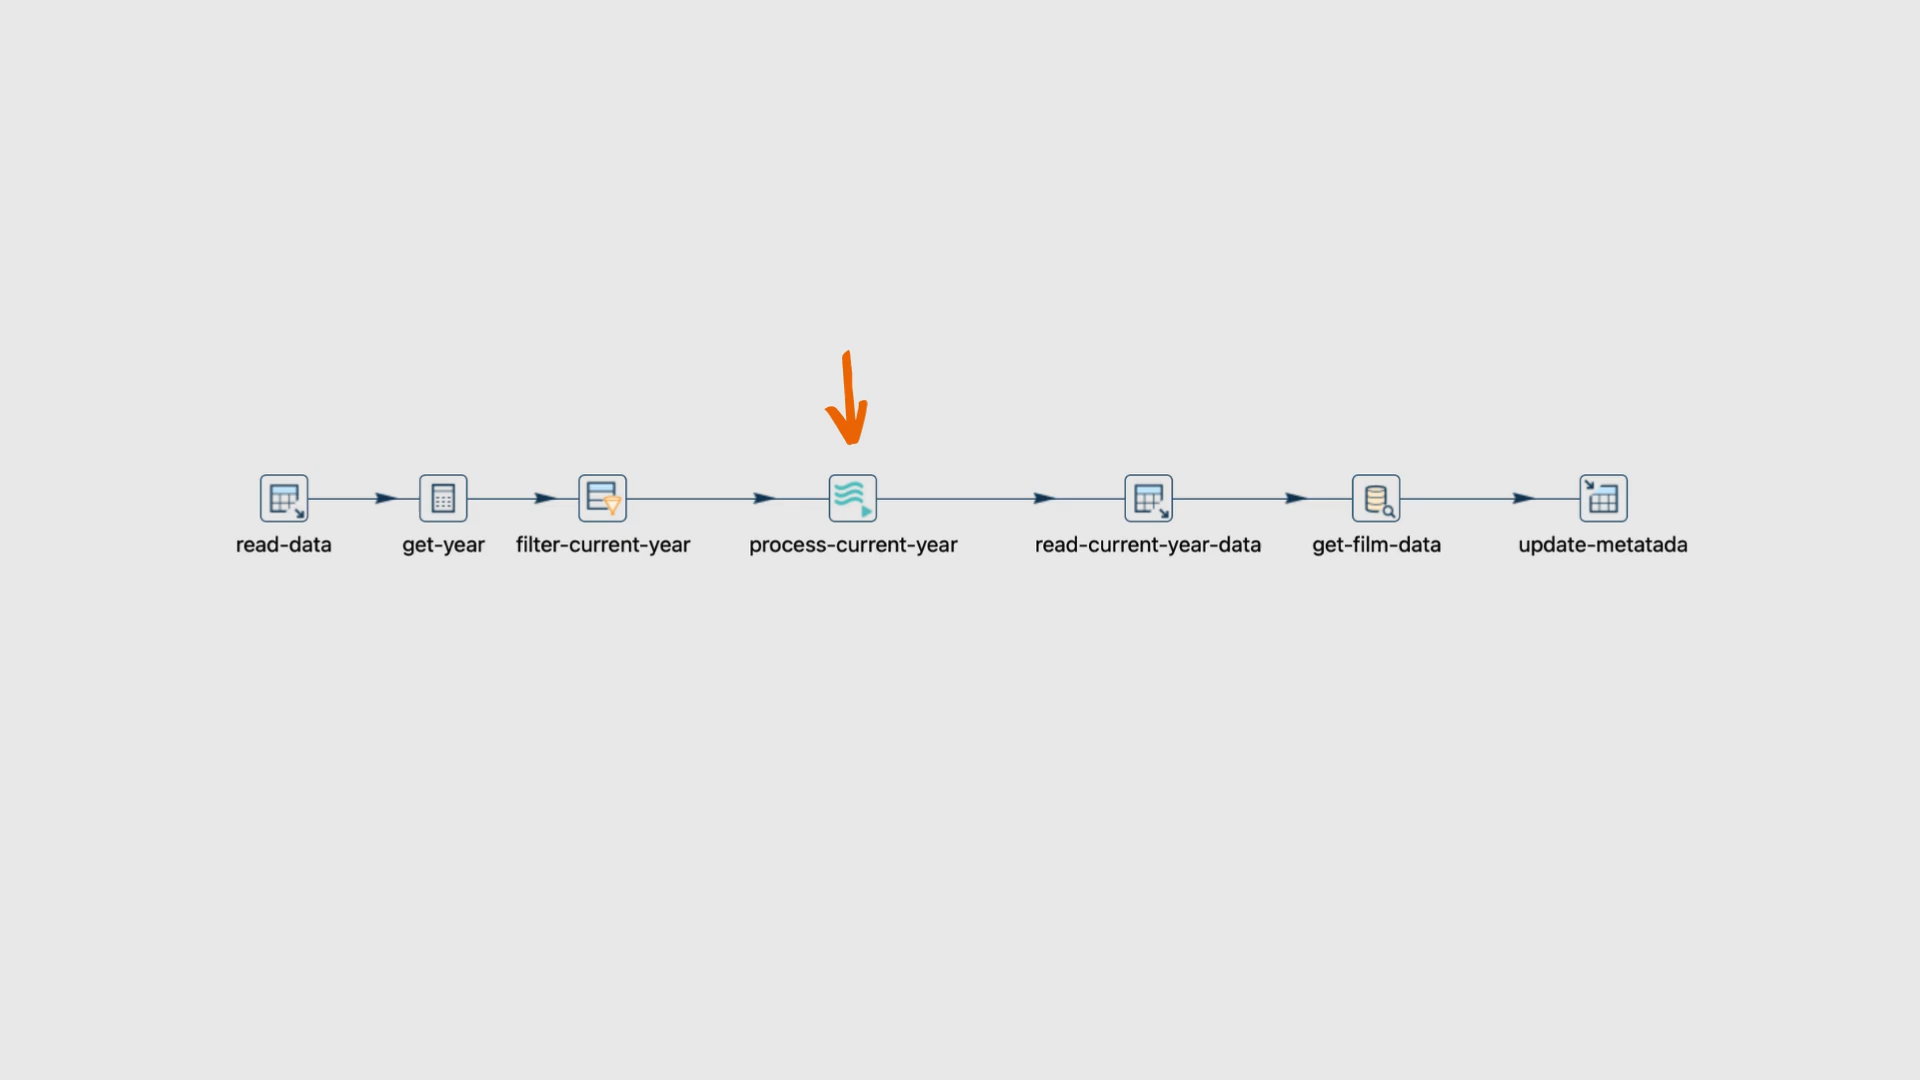 read-data
get-year
filter-current-year
process-current-year
read-current-year-data
get-film-data
update-metatada